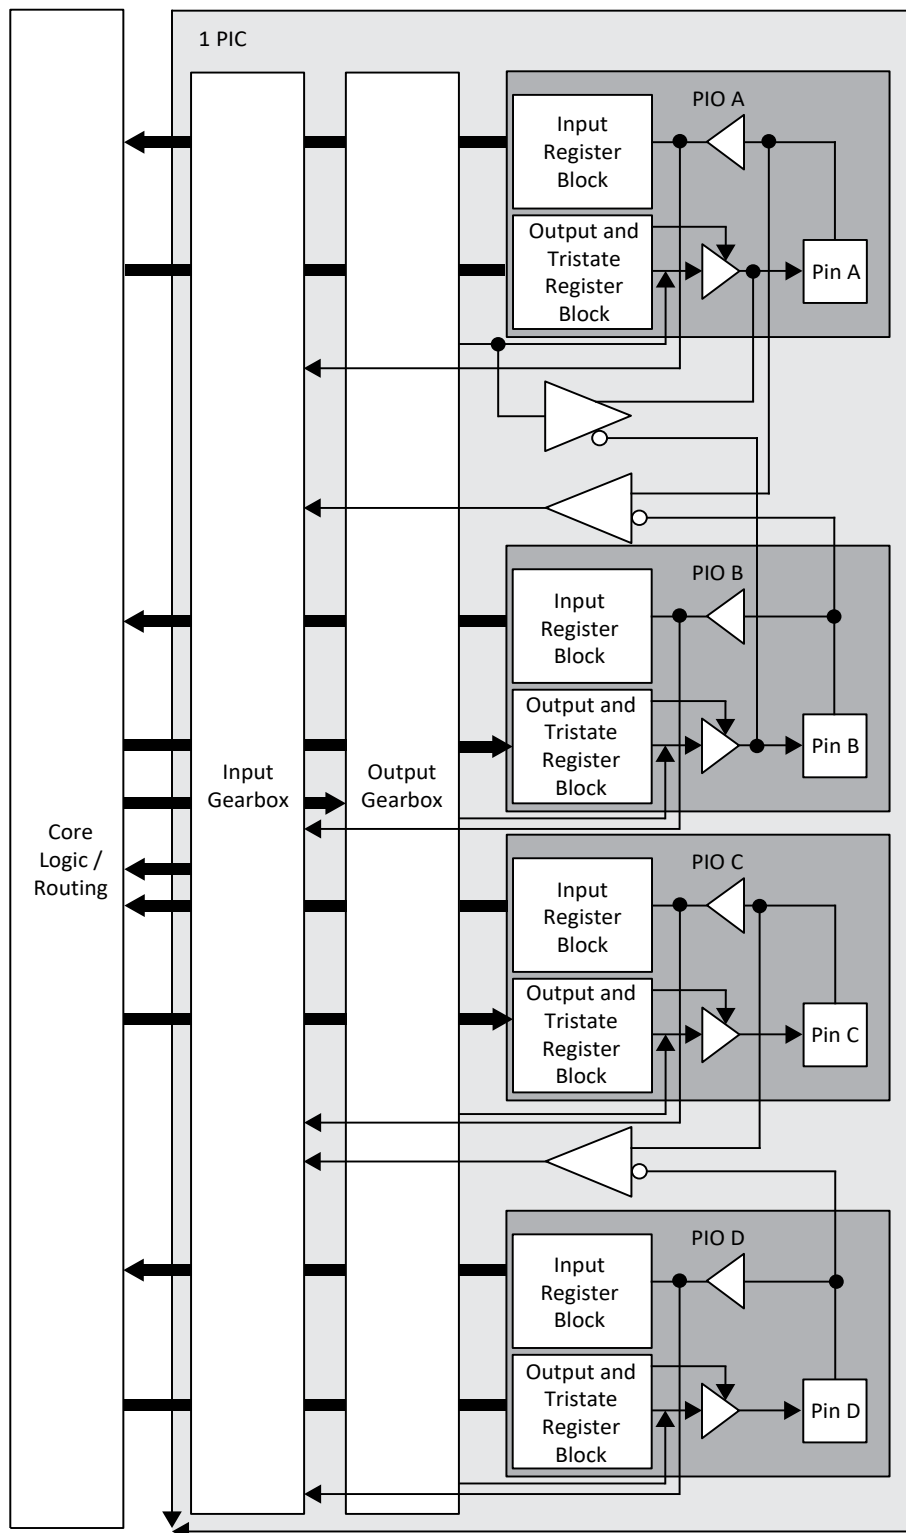 1 PIC
PIO A
Input
Register
Block
Output and
Tristate
Register
Block
Pin A
PIO B
Input
Register
Block
Output and
Tristate
Register
Block
Pin B
Input
Gearbox
Output
Gearbox
Core
Logic /
Routing
PIO C
Input
Register
Block
Output and
Tristate
Register
Block
Pin C
PIO D
Input
Register
Block
Output and
Tristate
Register
Block
Pin D